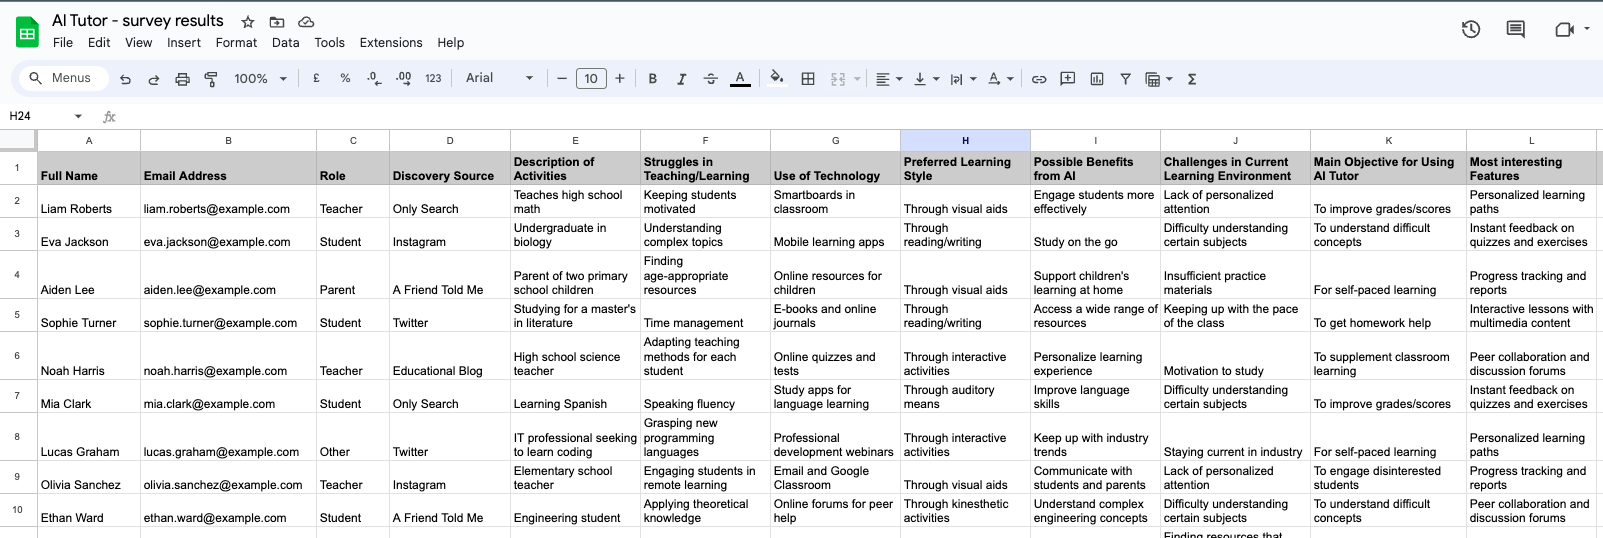 AI Tutor - survey results
File Edit View Insert Format Data Tools Extensions Help
Menus 100% £ % .0 .00 123 Arial 10 B I S A
H24 fx
A B C D E F G H I J K L
1 Full Name Email Address Role Discovery Source Description of Activities Struggles in Teaching/Learning Use of Technology Preferred Learning Style Possible Benefits from AI Challenges in Current Learning Environment Main Objective for Using AI Tutor Most interesting Features
2 Liam Roberts liam.roberts@example.com Teacher Only Search Teaches high school math Keeping students motivated Smartboards in classroom Through visual aids Engage students more effectively Lack of personalized attention To improve grades/scores Personalized learning paths
3 Eva Jackson eva.jackson@example.com Student Instagram Undergraduate in biology Understanding complex topics Mobile learning apps Through reading/writing Study on the go Difficulty understanding certain subjects To understand difficult concepts Instant feedback on quizzes and exercises
4 Aiden Lee aiden.lee@example.com Parent A Friend Told Me Parent of two primary school children Finding age-appropriate resources Online resources for children Through visual aids Support children's learning at home Insufficient practice materials For self-paced learning Progress tracking and reports
5 Sophie Turner sophie.turner@example.com Student Twitter Studying for a master's in literature Time management E-books and online journals Through reading/writing Access a wide range of resources Keeping up with the pace of the class To get homework help Interactive lessons with multimedia content
6 Noah Harris noah.harris@example.com Teacher Educational Blog High school science teacher Adapting teaching methods for each student Online quizzes and tests Through interactive activities Personalize learning experience Motivation to study To supplement classroom learning Peer collaboration and discussion forums
7 Mia Clark mia.clark@example.com Student Only Search Learning Spanish Speaking fluency Study apps for language learning Through auditory means Improve language skills Difficulty understanding certain subjects To improve grades/scores Instant feedback on quizzes and exercises
8 Lucas Graham lucas.graham@example.com Other Twitter IT professional seeking to learn coding Grasping new programming languages Professional development webinars Through interactive activities Keep up with industry trends Staying current in industry For self-paced learning Personalized learning paths
9 Olivia Sanchez olivia.sanchez@example.com Teacher Instagram Elementary school teacher Engaging students in remote learning Email and Google Classroom Through visual aids Communicate with students and parents Lack of personalized attention To engage disinterested students Progress tracking and reports
10 Ethan Ward ethan.ward@example.com Student A Friend Told Me Engineering student Applying theoretical knowledge Online forums for peer help Through kinesthetic activities Understand complex engineering concepts Difficulty understanding certain subjects To understand difficult concepts Peer collaboration and discussion forums
Finding resources that